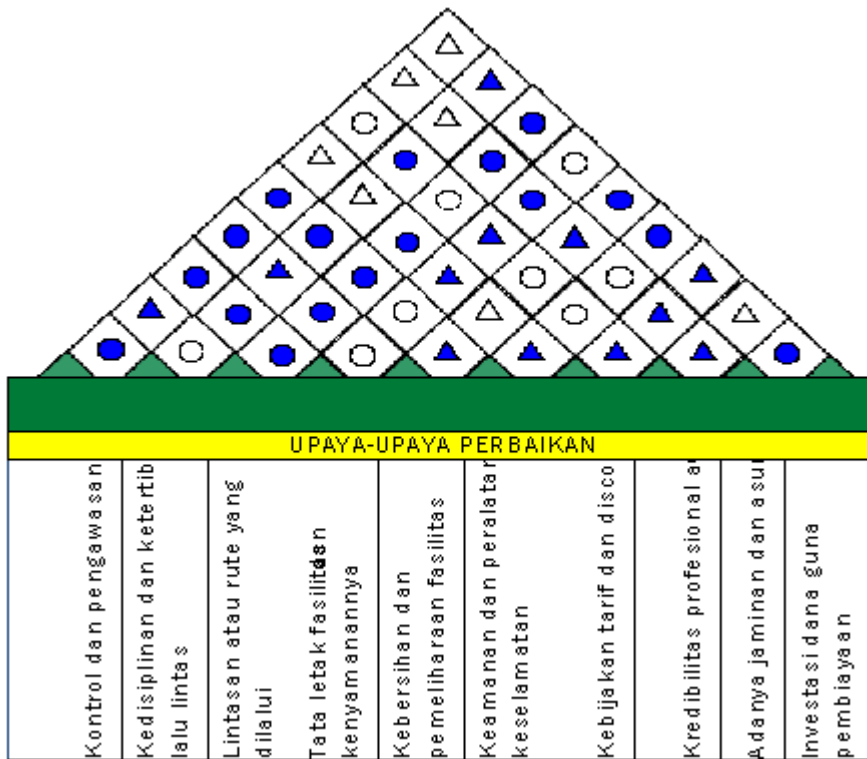 UPAYA-UPAYA PERBAIKAN
Kontrol dan pengawasan
Kedisiplinan dan ketertib
lalu lintas
Lintasan atau rute yang
dilalui
Tata letak fasilitas
kenyamanannya
Kebersihan dan
pemeliharaan fasilitas
Keamanan dan peralatan
keselamatan
Kebijakan tarif dan disco
Kredibilitas profesional
Adanya jaminan dan asu
Investasi dana guna
pembiayaan